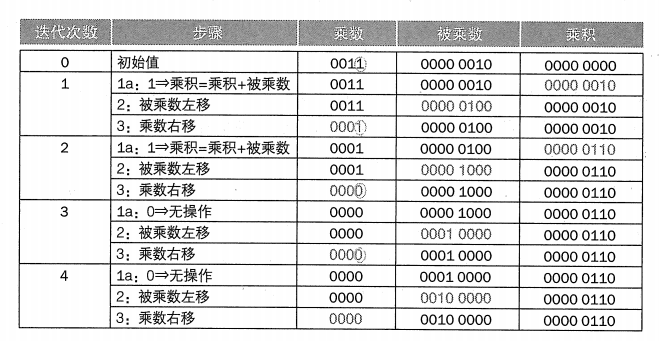 迭代次数 步骤 乘数 被乘数 乘积
0 初始值 0011 0000 0010 0000 0000
1 1a：1⇒乘积=乘积+被乘数 0011 0000 0010 0000 0010
2：被乘数左移 0011 0000 0100 0000 0010
3：乘数右移 0001 0000 0100 0000 0010
2 1a：1⇒乘积=乘积+被乘数 0001 0000 0100 0000 0110
2：被乘数左移 0001 0000 1000 0000 0110
3：乘数右移 0000 0000 1000 0000 0110
3 1a：0⇒无操作 0000 0000 1000 0000 0110
2：被乘数左移 0000 0001 0000 0000 0110
3：乘数右移 0000 0001 0000 0000 0110
4 1a：0⇒无操作 0000 0001 0000 0000 0110
2：被乘数左移 0000 0010 0000 0000 0110
3：乘数右移 0000 0010 0000 0000 0110